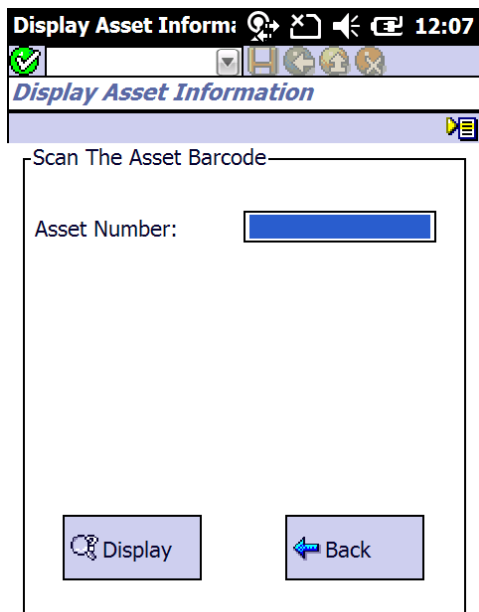 Display Asset Informa 12:07
Display Asset Information
Scan The Asset Barcode
Asset Number:
Display Back